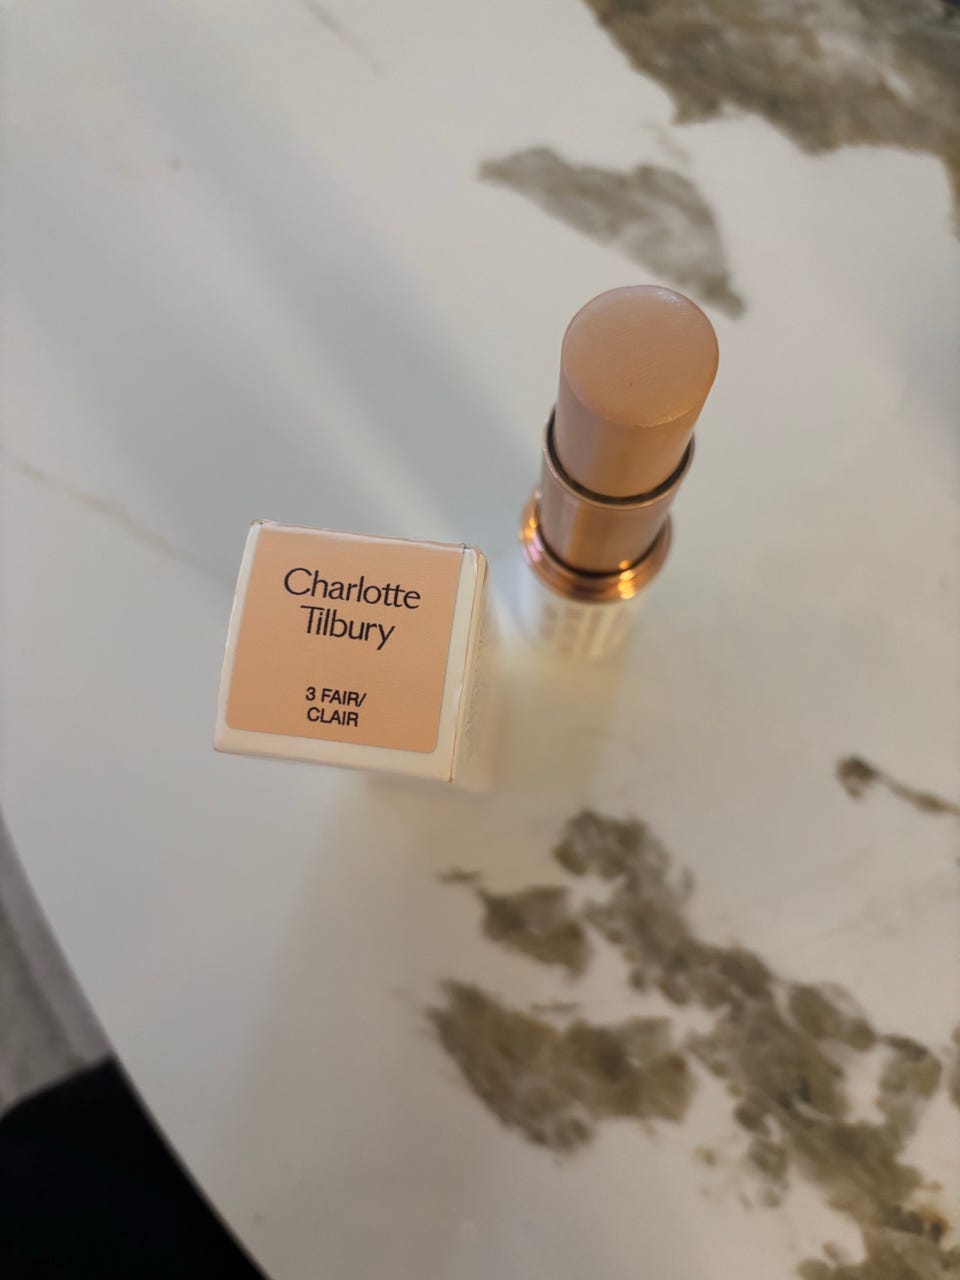 Charlotte
Tilbury
3 FAIR/
CLAIR